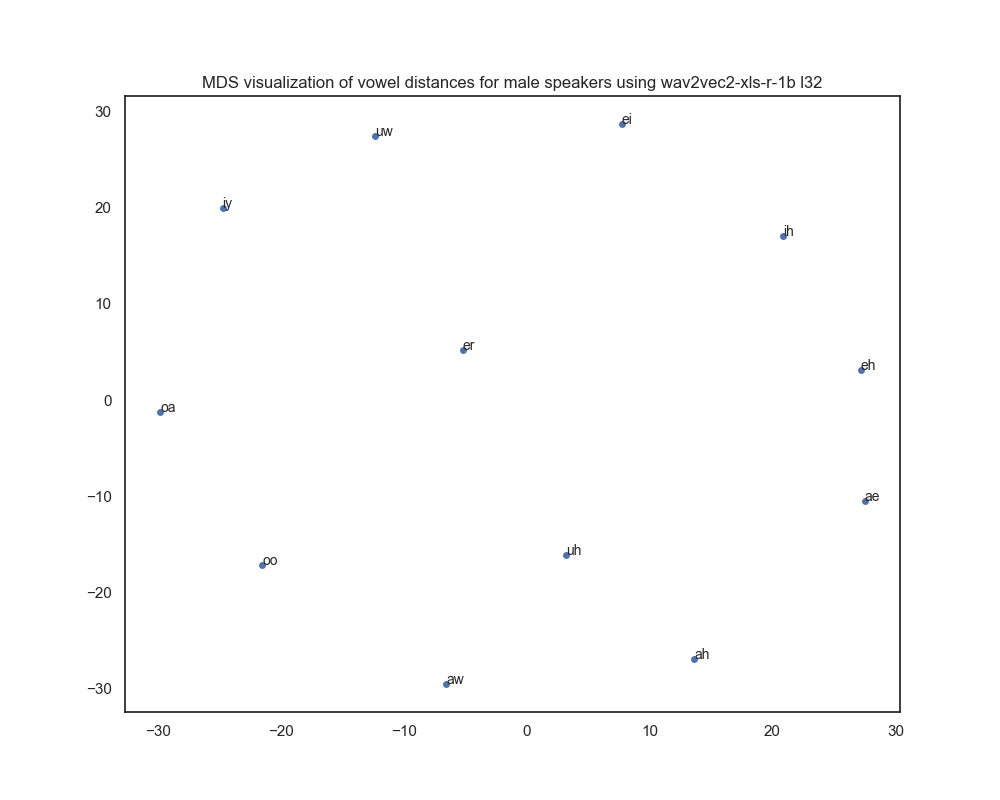 MDS visualization of vowel distances for male speakers using wav2vec2-xls-r-1b l32
30
ei
uw
20
iy
ih
10
er
eh
0
oa
−10
ae
uh
oo
−20
ah
aw
−30
−30 −20 −10 0 10 20 30